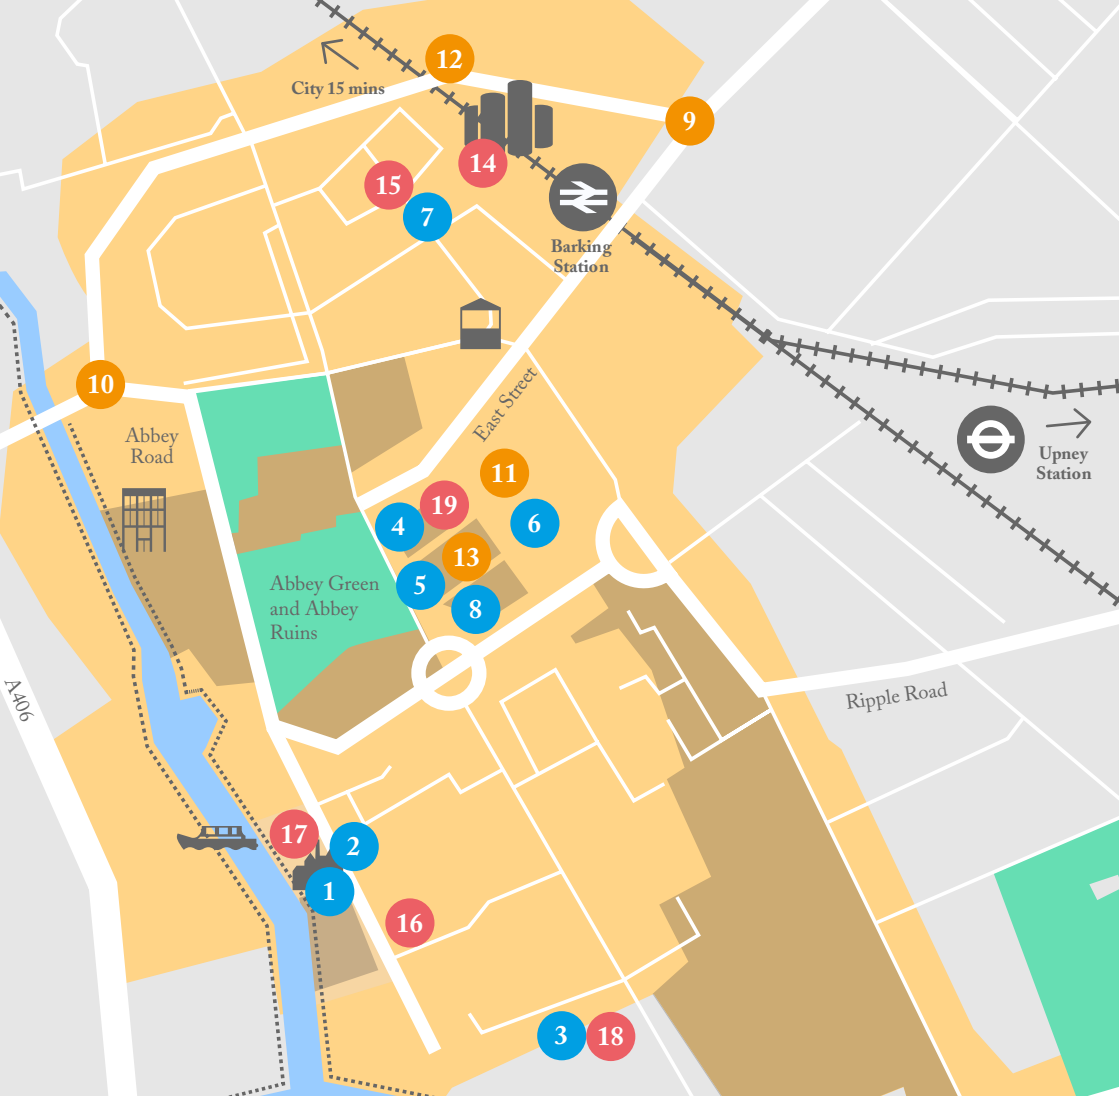 12
City 15 mins
9
14
15
7
Barking
Station
10
East Street
Abbey
Road
Upney
Station
11
19
4
6
13
5
8
Abbey Green
and Abbey
Ruins
A406
Ripple Road
17
2
1
16
3
18